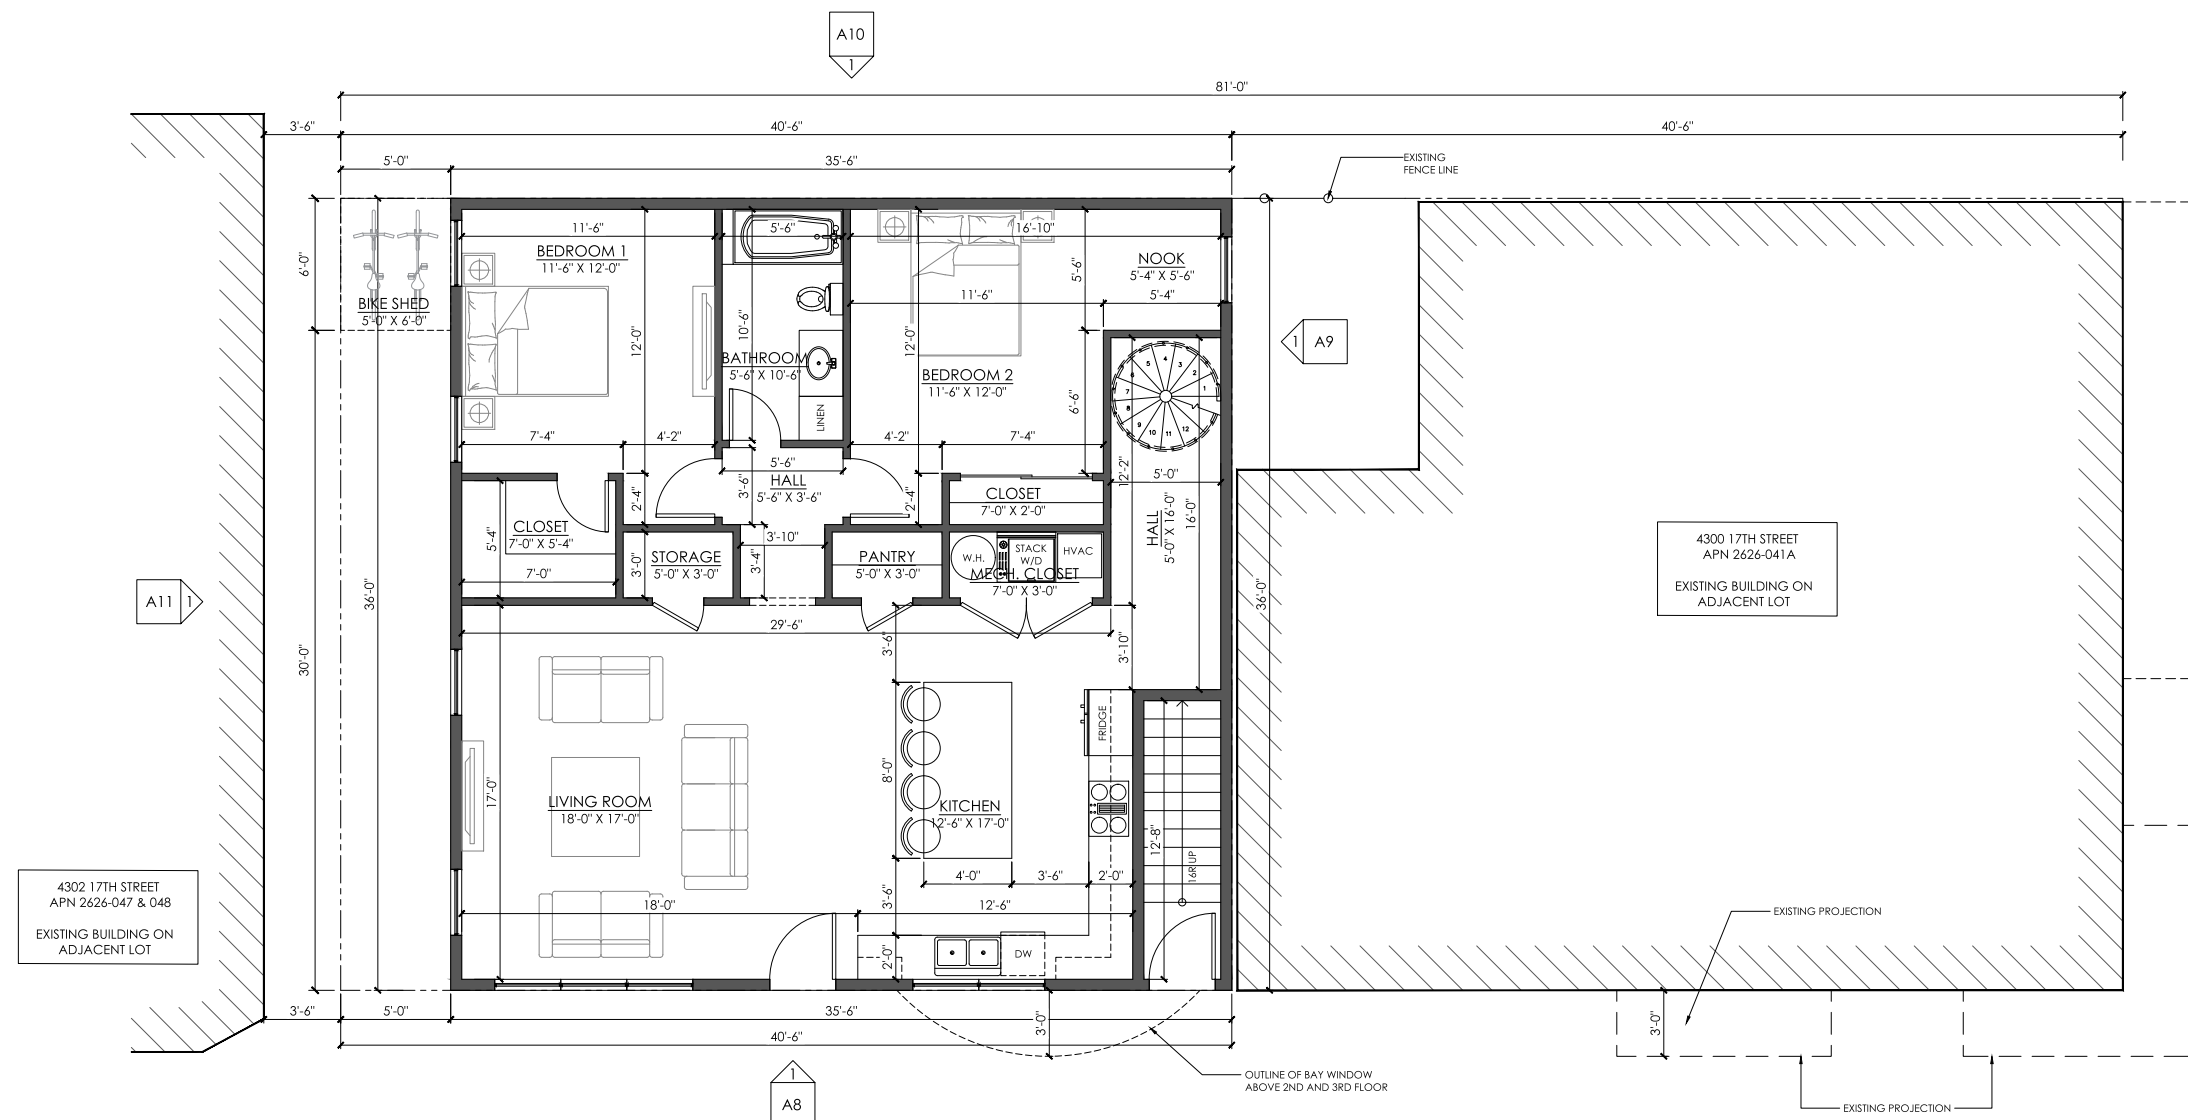 A10
1
81'-0"
3'-6"
40'-6"
40'-6"
5'-0"
35'-6"
EXISTING
FENCE LINE
11'-6"
5'-6"
16'-10"
BEDROOM 1
11'-6" X 12'-0"
NOOK
5'-4" X 5'-6"
6'-0"
5'-6"
BIKE SHED
5'-0" X 6'-0"
11'-6"
5'-4"
12'-0"
10'-6"
12'-0"
BATHROOM
5'-6" X 10'-6"
BEDROOM 2
11'-6" X 12'-0"
1
A9
1
2
3
4
5
6
7
8
9
10
11
12
LINEN
6'-6"
7'-4"
4'-2"
4'-2"
7'-4"
5'-6"
3'-6"
HALL
5'-6" X 3'-6"
12'-2"
5'-0"
2'-4"
2'-4"
CLOSET
7'-0" X 2'-0"
CLOSET
7'-0" X 5'-4"
5'-4"
HALL
5'-0" X 16'-0"
16'-0"
3'-10"
STORAGE
5'-0" X 3'-0"
3'-0"
3'-4"
PANTRY
5'-0" X 3'-0"
W.H.
STACK
W/D
HVAC
MECH. CLOSET
7'-0" X 3'-0"
7'-0"
4300 17TH STREET
APN 2626-041A
EXISTING BUILDING ON
ADJACENT LOT
A11
1
36'-0"
36'-0"
29'-6"
3'-6"
3'-10"
30'-0"
FRIDGE
17'-0"
8'-0"
LIVING ROOM
18'-0" X 17'-0"
KITCHEN
12'-6" X 17'-0"
12'-8"
16R UP
4'-0"
3'-6"
2'-0"
4302 17TH STREET
APN 2626-047 & 048
EXISTING BUILDING ON
ADJACENT LOT
3'-6"
18'-0"
12'-6"
EXISTING PROJECTION
2'-0"
DW
3'-6"
5'-0"
35'-6"
3'-0"
3'-0"
40'-6"
OUTLINE OF BAY WINDOW
ABOVE 2ND AND 3RD FLOOR
1
A8
EXISTING PROJECTION